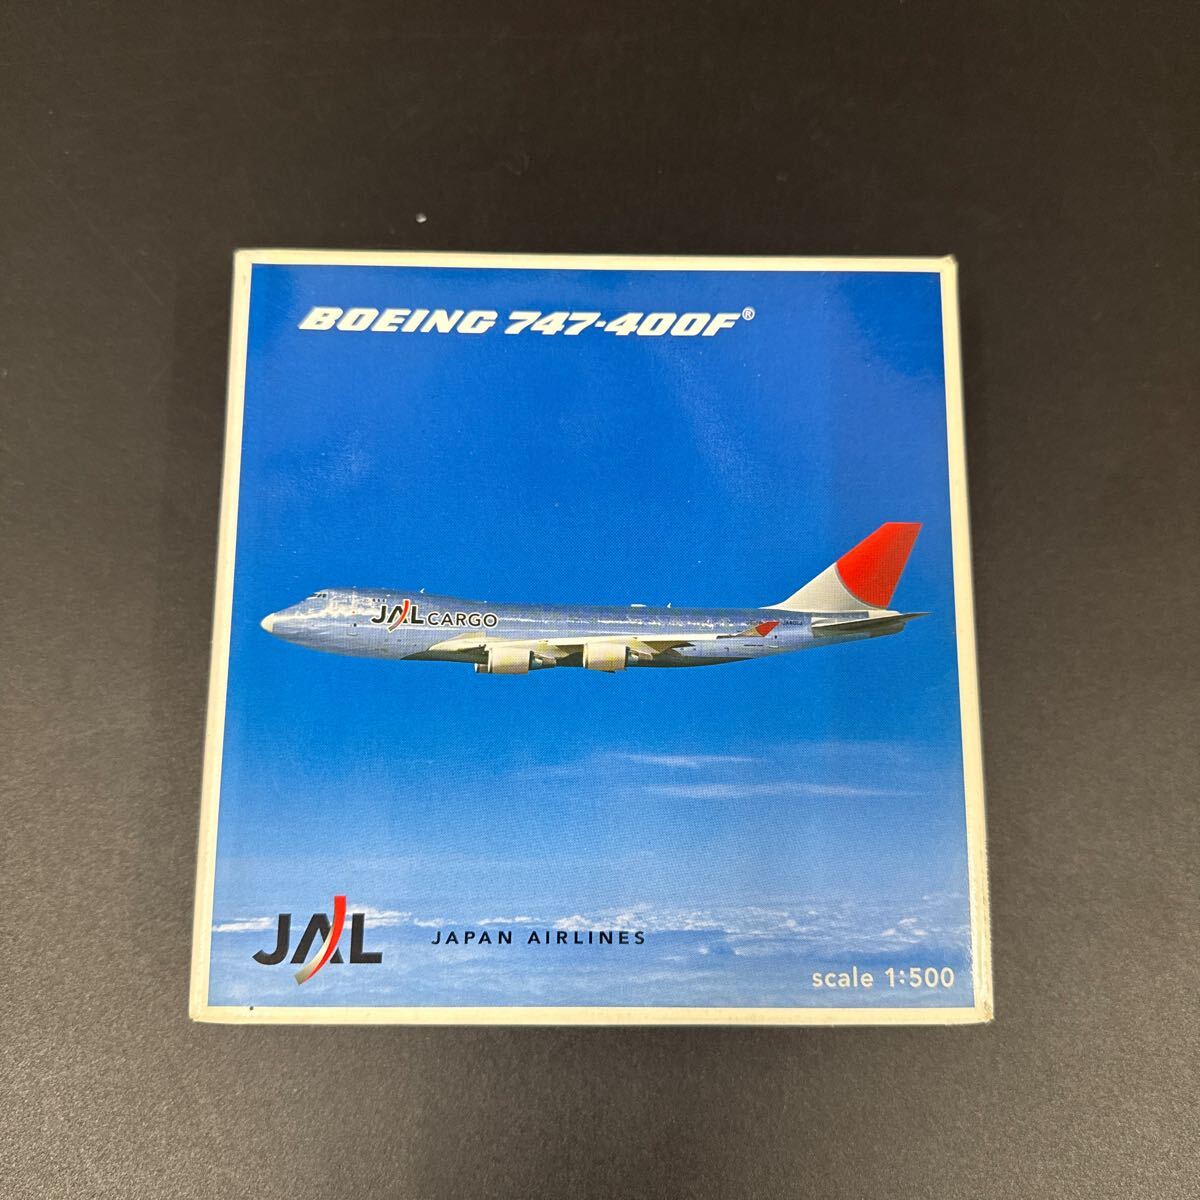 BOEING 747-400F®
JAL CARGO
JAL
JAPAN AIRLINES
scale 1:500